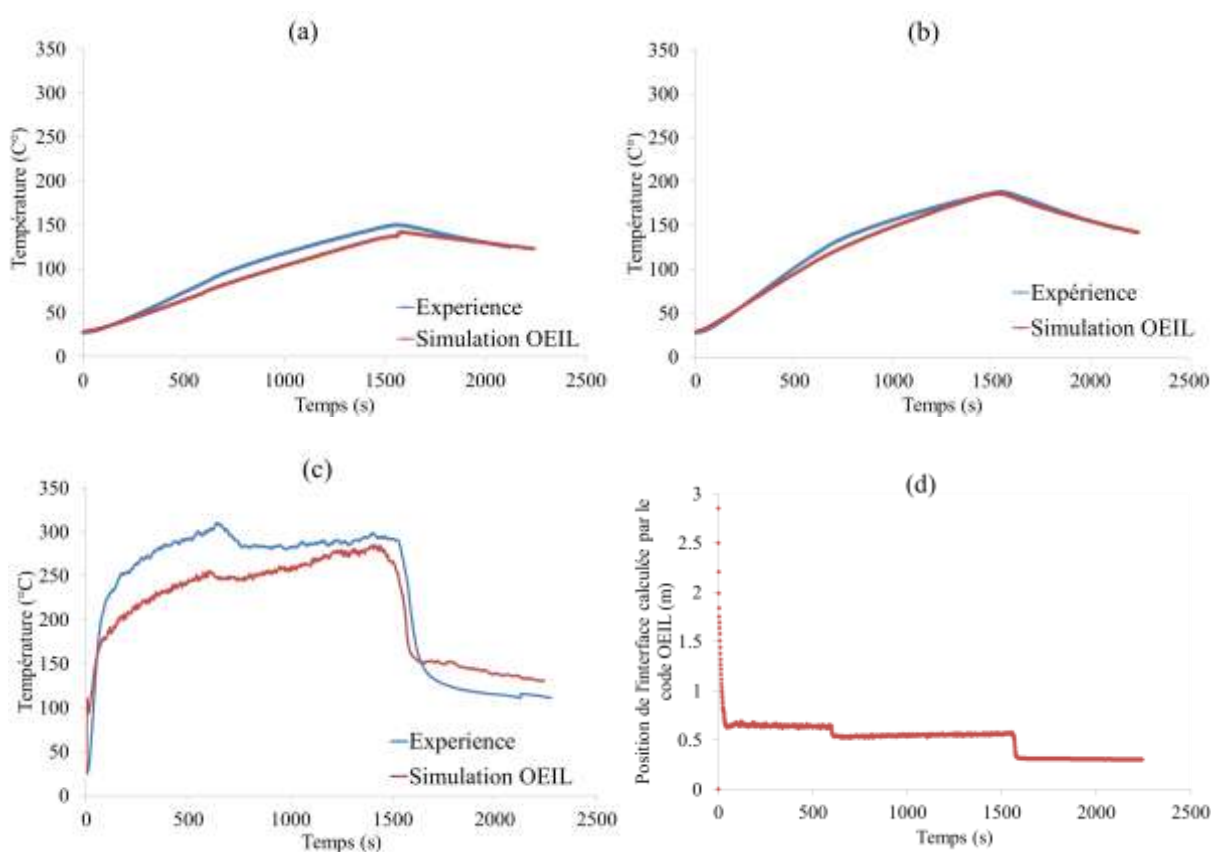 (a)
350
300
250
200
150
100
50
0
Température (C°)
Experience
Simulation OEIL
0 500 1000 1500 2000 2500
Temps (s)
(b)
350
300
250
200
150
100
50
0
Température (C°)
Expérience
Simulation OEIL
0 500 1000 1500 2000 2500
Temps (s)
(c)
350
300
250
200
150
100
50
0
Température (°C)
Experience
Simulation OEIL
0 500 1000 1500 2000 2500
Temps (s)
(d)
3
2.5
2
1.5
1
0.5
0
Position de l'interface calculée par le
code OEIL (m)
0 500 1000 1500 2000 2500
Temps (s)